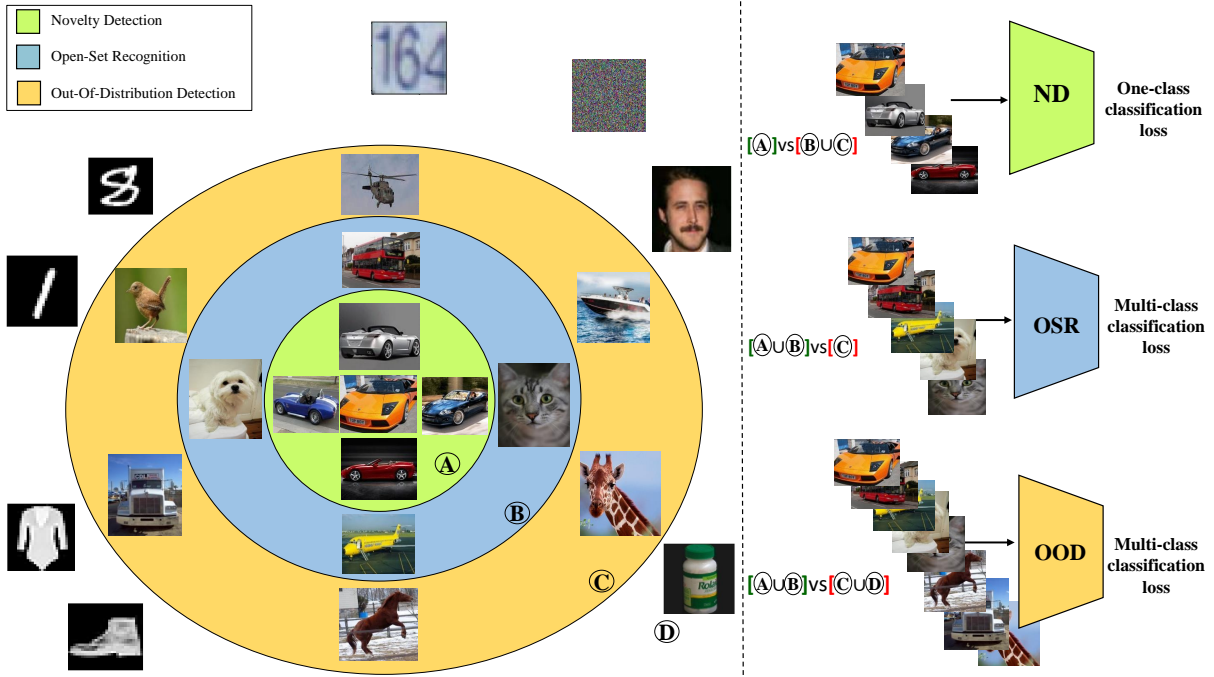 Novelty Detection
Open-Set Recognition
Out-Of-Distribution Detection
164
A
B
C
D
[A]vs[B∪C]
ND
One-class
classification
loss
[A∪B]vs[C]
OSR
Multi-class
classification
loss
[A∪B]vs[C∪D]
OOD
Multi-class
classification
loss